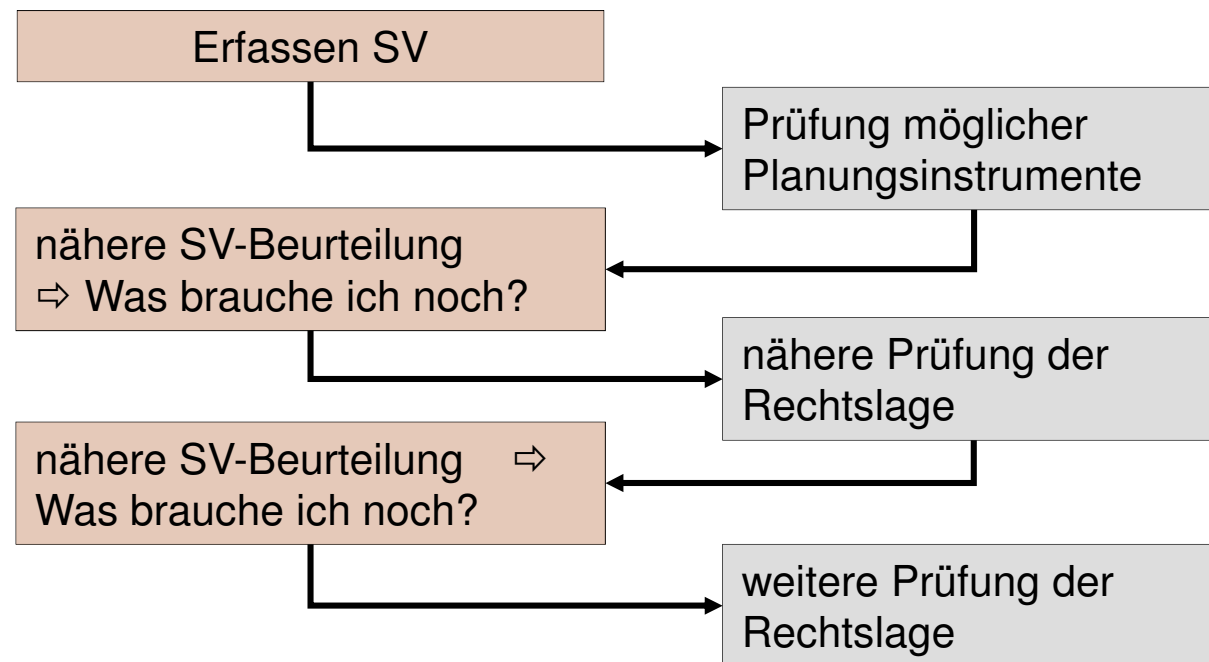 Erfassen SV
Prüfung möglicher
Planungsinstrumente
nähere SV-Beurteilung
⇨ Was brauche ich noch?
nähere Prüfung der
Rechtslage
nähere SV-Beurteilung ⇨
Was brauche ich noch?
weitere Prüfung der
Rechtslage